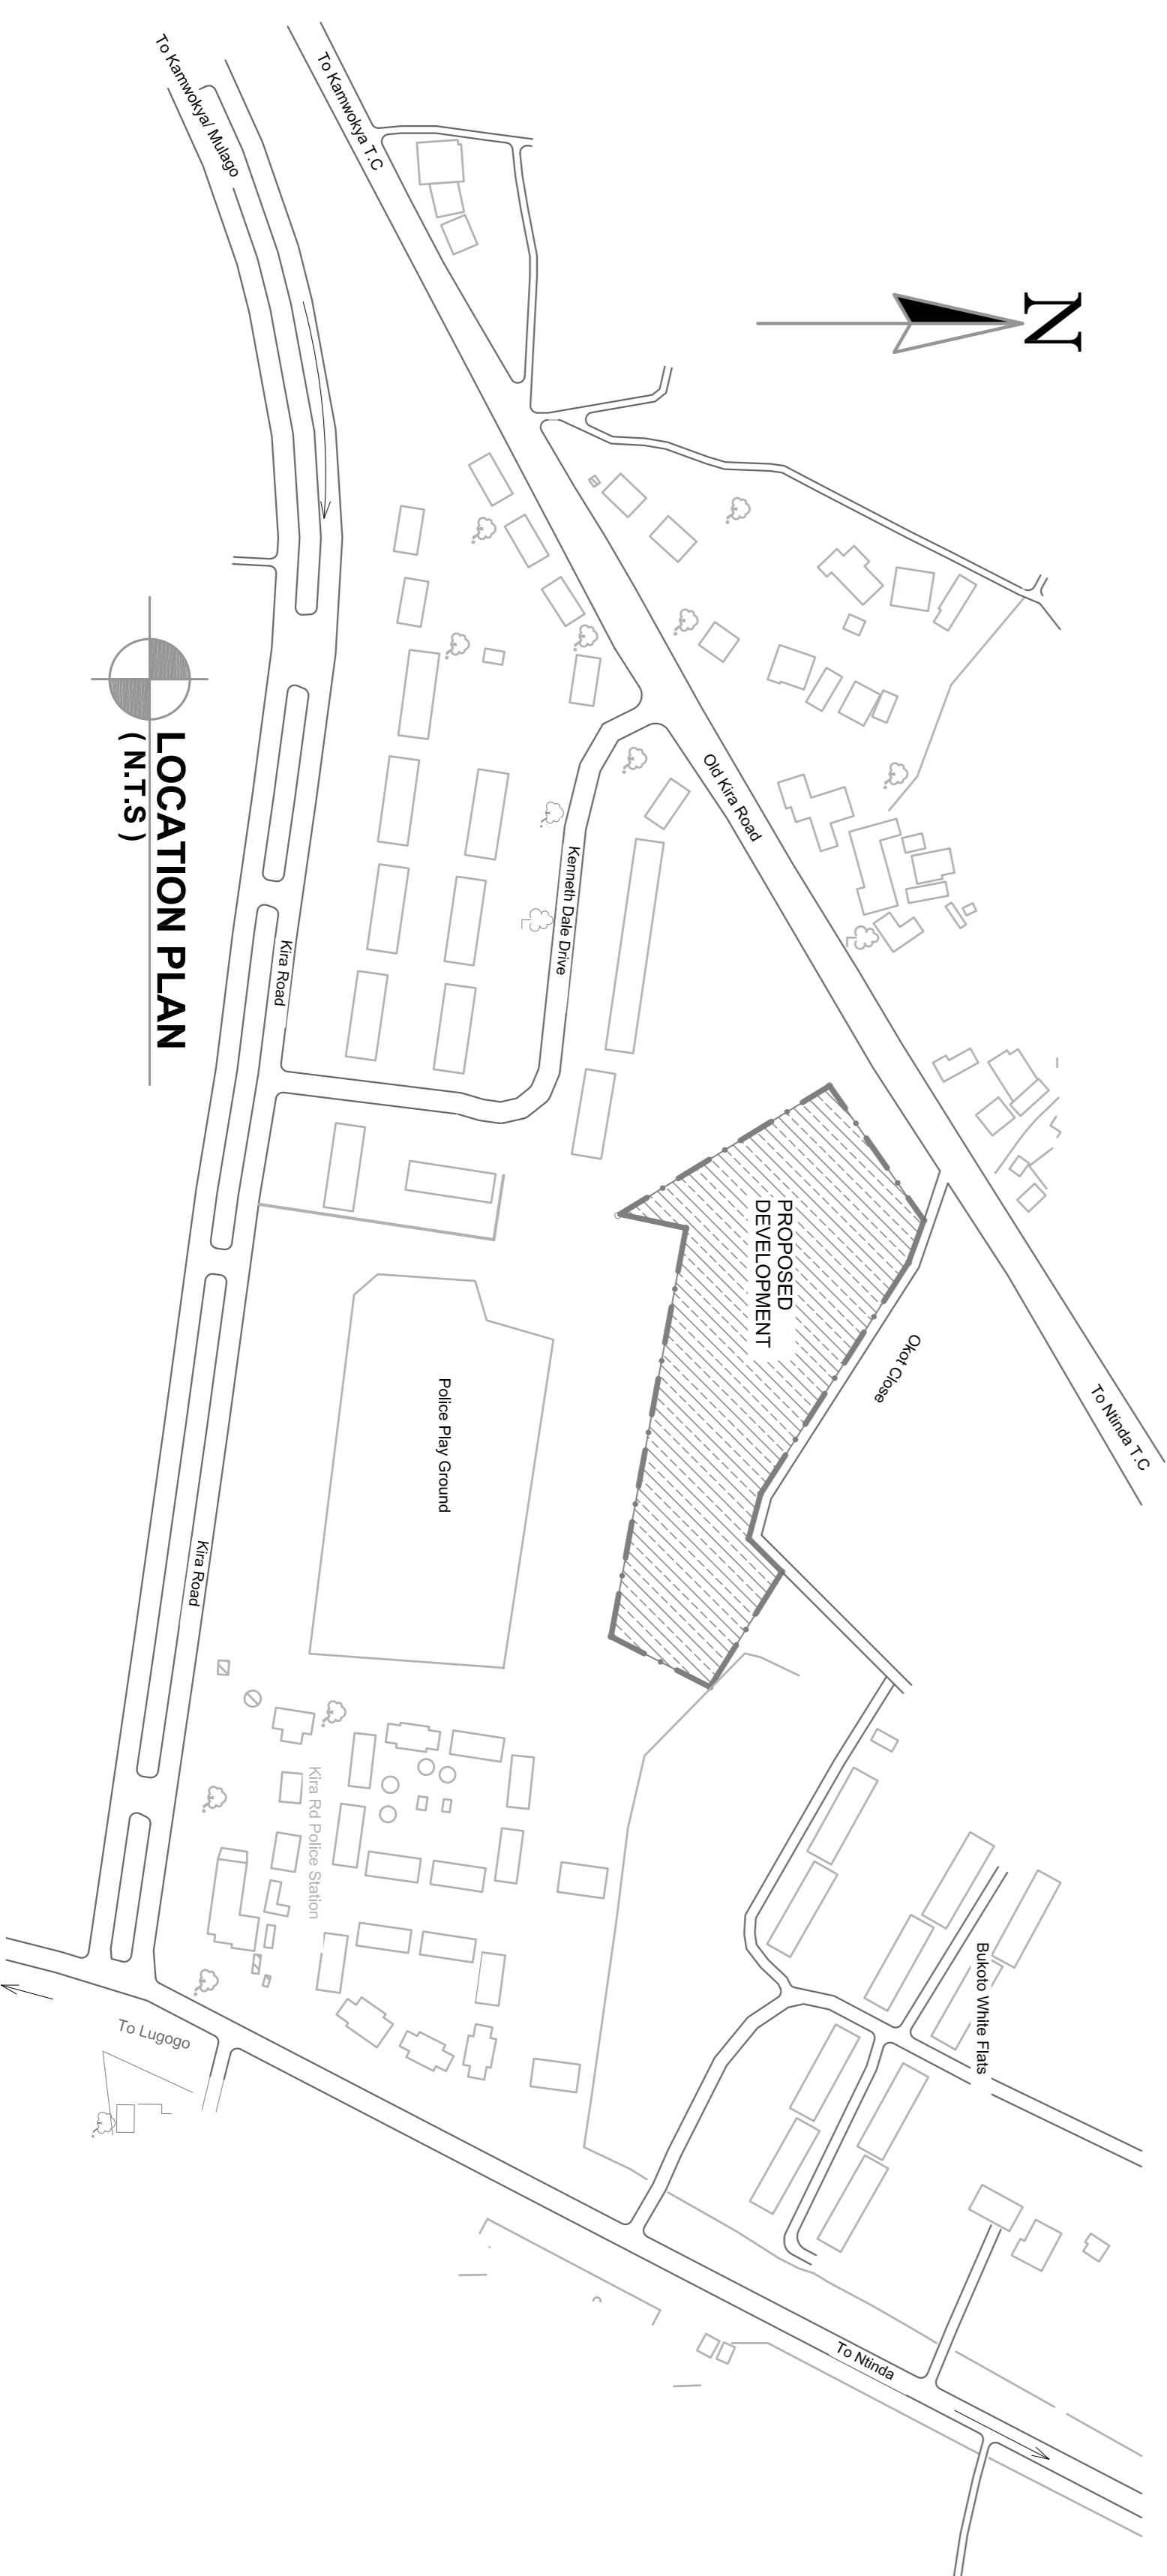 N
To Kamwokya T.C
To Kamwokya/ Mulago
Old Kira Road
Kenneth Dale Drive
Kira Road
PROPOSED
DEVELOPMENT
Okot Close
To Ntinda T.C
Police Play Ground
Kira Road
Kira Rd Police Station
Bukoto White Flats
To Lugogo
To Ntinda
LOCATION PLAN
( N.T.S )